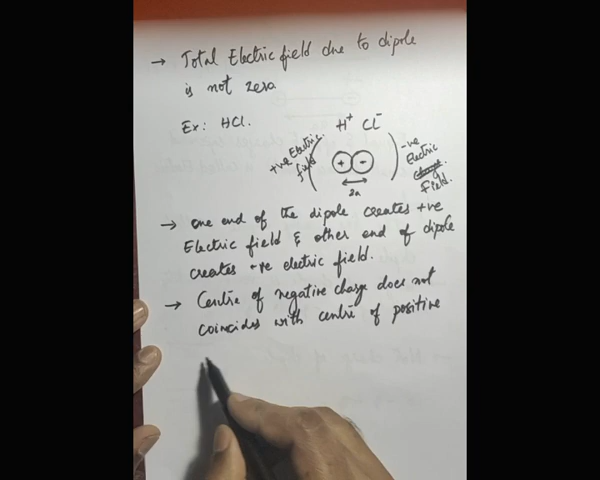 → Total Electric field due to dipole
is not zero
Ex: HCl.
H⁺ Cl⁻
+ve Electric
field
+ -
2a
-ve
Electric
Field.
→ one end of the dipole creates +ve
Electric field & other end of dipole
creates -ve electric field.
→ Centre of negative charge does not
coincides with centre of positive